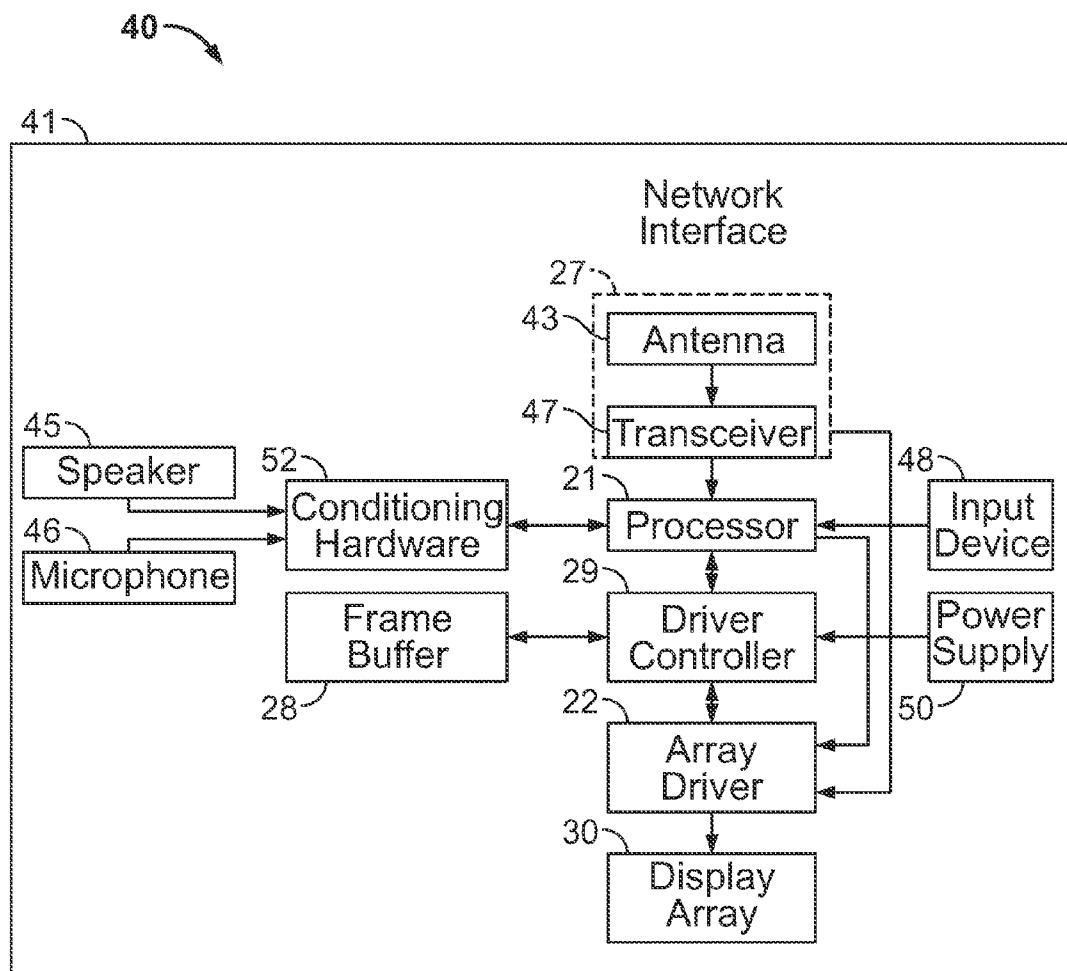 40
41
Network
Interface
27
43
Antenna
47
Transceiver
45
Speaker
52
Conditioning
Hardware
46
Microphone
21
Processor
48
Input
Device
29
Driver
Controller
Frame
Buffer
28
Power
Supply
50
22
Array
Driver
30
Display
Array